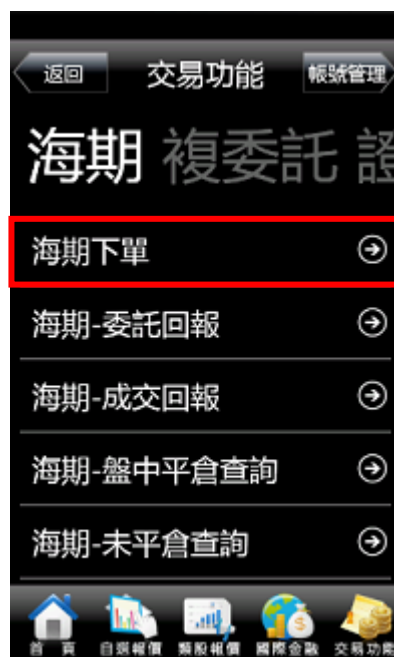 返回 交易功能 帳號管理
海期 複委託 證
海期下單
海期-委託回報
海期-成交回報
海期-盤中平倉查詢
海期-未平倉查詢
首頁 自選報價 類股報價 國際金融 交易功能